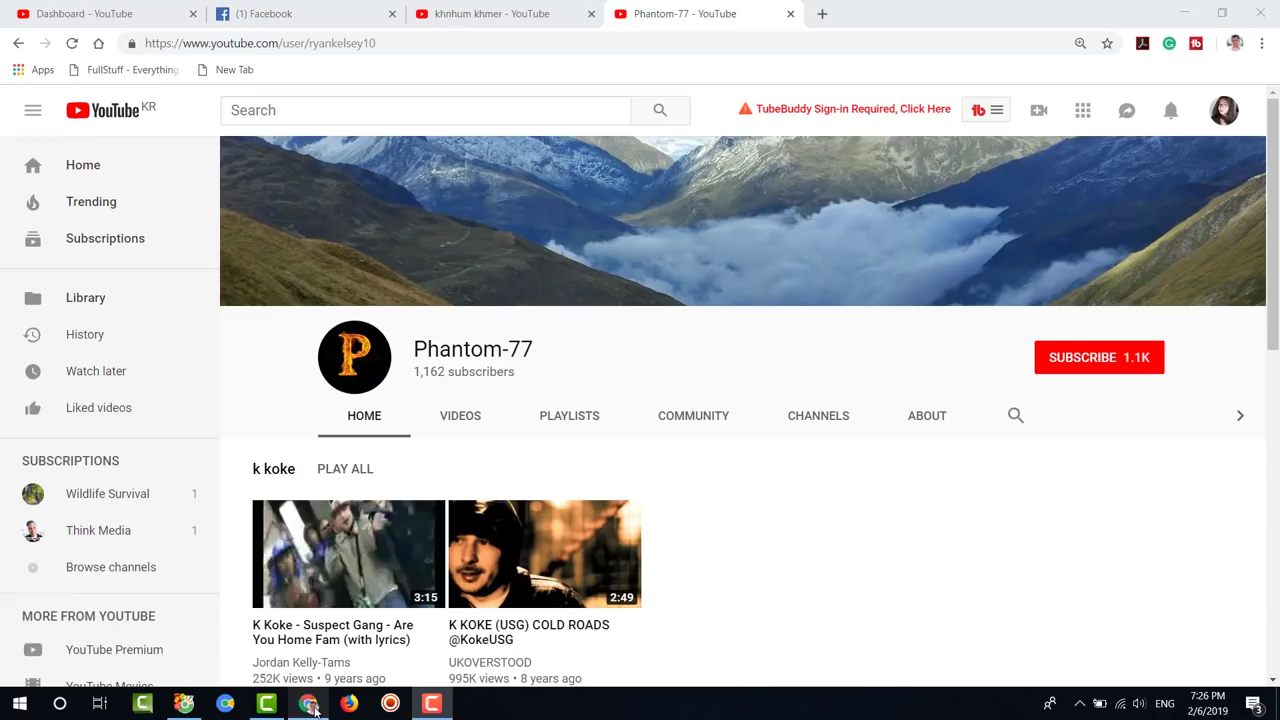 Dashboard - YouTube
(1) Facebook
khnhum khmer - YouTube
Phantom-77 - YouTube
https://www.youtube.com/user/ryankelsey10
Apps
FullStuff - Everything
New Tab
YouTube KR
Search
TubeBuddy Sign-in Required, Click Here
tb
Home
Trending
Subscriptions
Library
History
Watch later
Liked videos
SUBSCRIPTIONS
Wildlife Survival 1
Think Media 1
Browse channels
MORE FROM YOUTUBE
YouTube Premium
YouTube Movies
P
Phantom-77
1,162 subscribers
SUBSCRIBE 1.1K
HOME VIDEOS PLAYLISTS COMMUNITY CHANNELS ABOUT
k koke PLAY ALL
3:15
2:49
K Koke - Suspect Gang - Are
You Home Fam (with lyrics)
Jordan Kelly-Tams
252K views • 9 years ago
K KOKE (USG) COLD ROADS
@KokeUSG
UKOVERSTOOD
995K views • 8 years ago
ENG
7:26 PM
2/6/2019
3